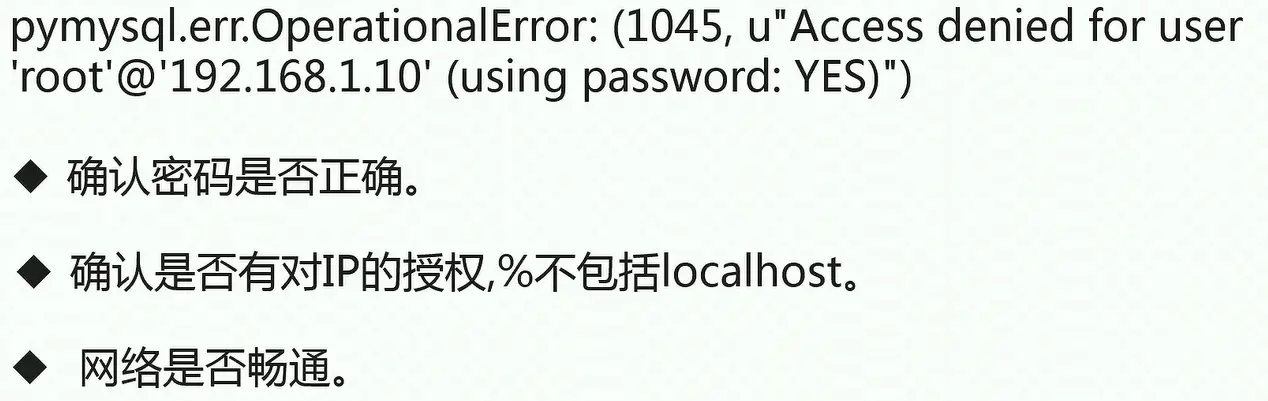 pymysql.err.OperationalError: (1045, u"Access denied for user
'root'@'192.168.1.10' (using password: YES)")
◆ 确认密码是否正确。
◆ 确认是否有对IP的授权,%不包括localhost。
◆ 网络是否畅通。